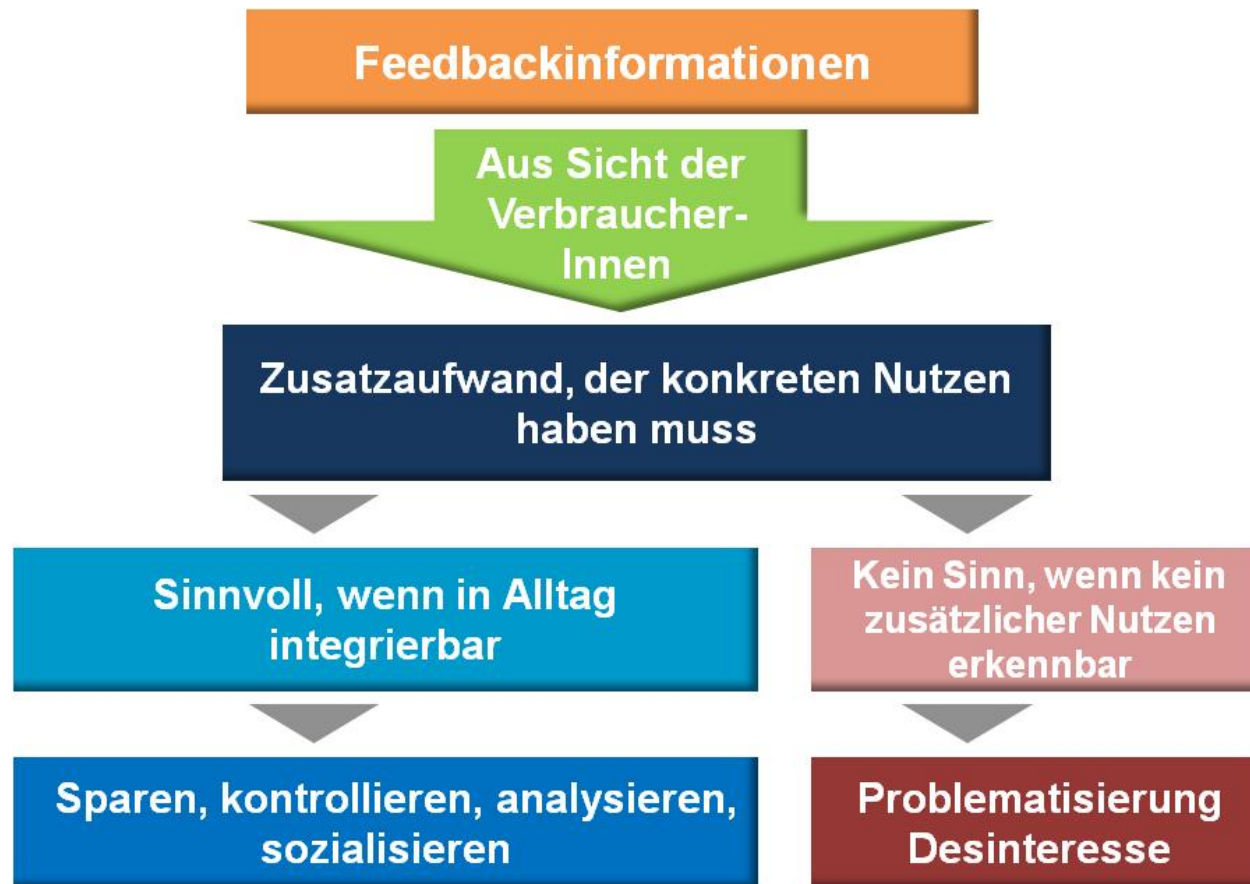 Feedbackinformationen
Aus Sicht der
Verbraucher-
Innen
Zusatzaufwand, der konkreten Nutzen
haben muss
Sinnvoll, wenn in Alltag
integrierbar
Kein Sinn, wenn kein
zusätzlicher Nutzen
erkennbar
Sparen, kontrollieren, analysieren,
sozialisieren
Problematisierung
Desinteresse